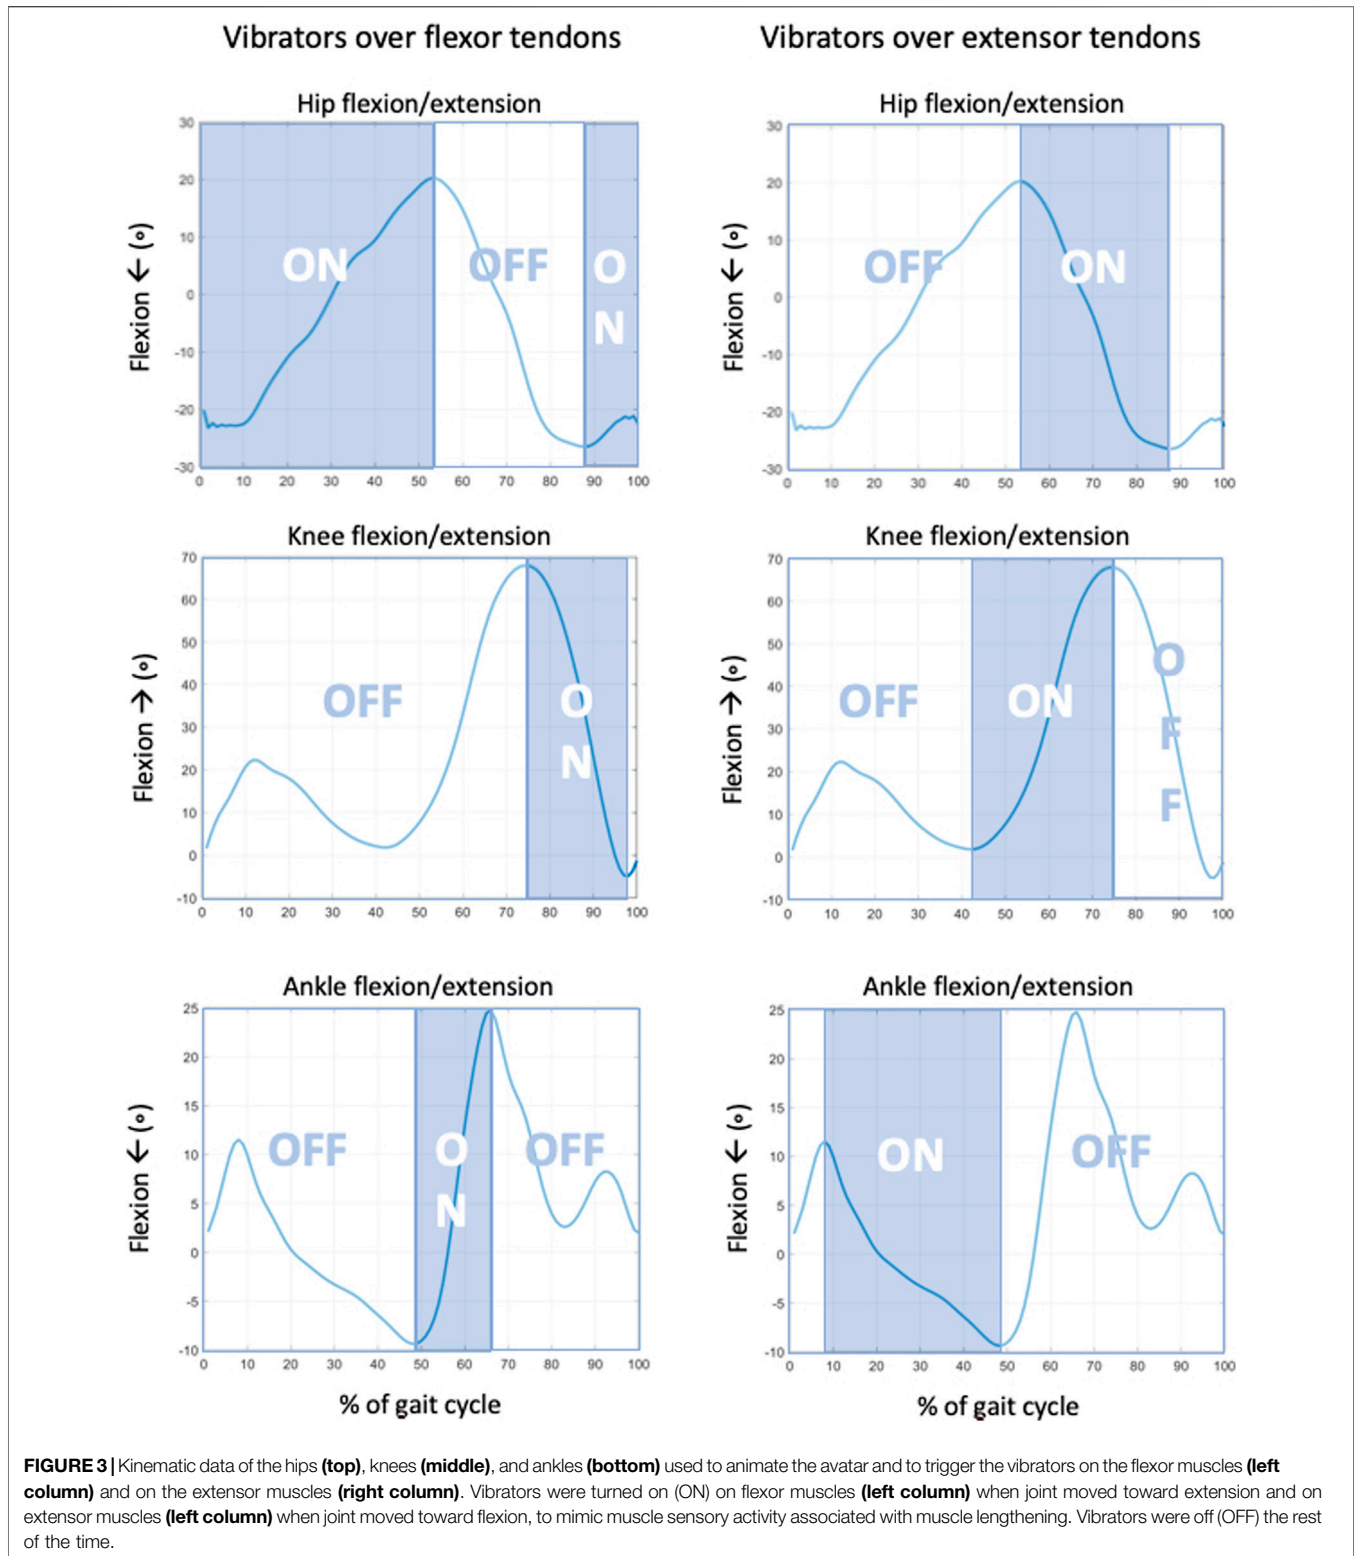 Vibrators over flexor tendons
Vibrators over extensor tendons
Hip flexion/extension
30
20
10
0
-10
-20
-30
Flexion ← (°)
ON
OFF
O
N
0 10 20 30 40 50 60 70 80 90 100
Hip flexion/extension
30
20
10
0
-10
-20
-30
Flexion ← (°)
OFF
ON
0 10 20 30 40 50 60 70 80 90 100
Knee flexion/extension
70
60
50
40
30
20
10
0
-10
Flexion → (°)
OFF
O
N
0 10 20 30 40 50 60 70 80 90 100
Knee flexion/extension
70
60
50
40
30
20
10
0
-10
Flexion → (°)
OFF
ON
O
F
F
0 10 20 30 40 50 60 70 80 90 100
Ankle flexion/extension
25
20
15
10
5
0
-5
-10
Flexion ← (°)
OFF
O
N
OFF
0 10 20 30 40 50 60 70 80 90 100
% of gait cycle
Ankle flexion/extension
25
20
15
10
5
0
-5
-10
Flexion ← (°)
ON
OFF
0 10 20 30 40 50 60 70 80 90 100
% of gait cycle
FIGURE 3 | Kinematic data of the hips (top), knees (middle), and ankles (bottom) used to animate the avatar and to trigger the vibrators on the flexor muscles (left
column) and on the extensor muscles (right column). Vibrators were turned on (ON) on flexor muscles (left column) when joint moved toward extension and on
extensor muscles (left column) when joint moved toward flexion, to mimic muscle sensory activity associated with muscle lengthening. Vibrators were off (OFF) the rest
of the time.